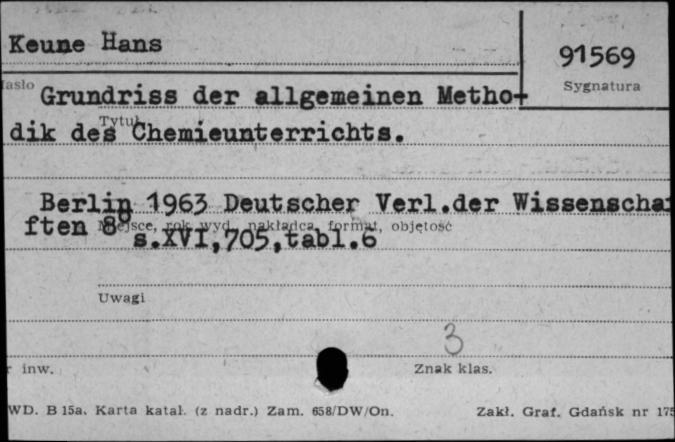 Keune Hans
91569
Sygnatura
Hasło
Grundriss der allgemeinen Metho-
Tytuł
dik des Chemieunterrichts.
Berlin 1963 Deutscher Verl.der Wissenscha
ften 8°
Miejsce, rok wyd., nakładca, format, objętość
s.XVI,705,tabl.6
Uwagi
3
r inw.
Znak klas.
WD. B 15a. Karta katal. (z nadr.) Zam. 658/DW/On.
Zakł. Graf. Gdańsk nr 175